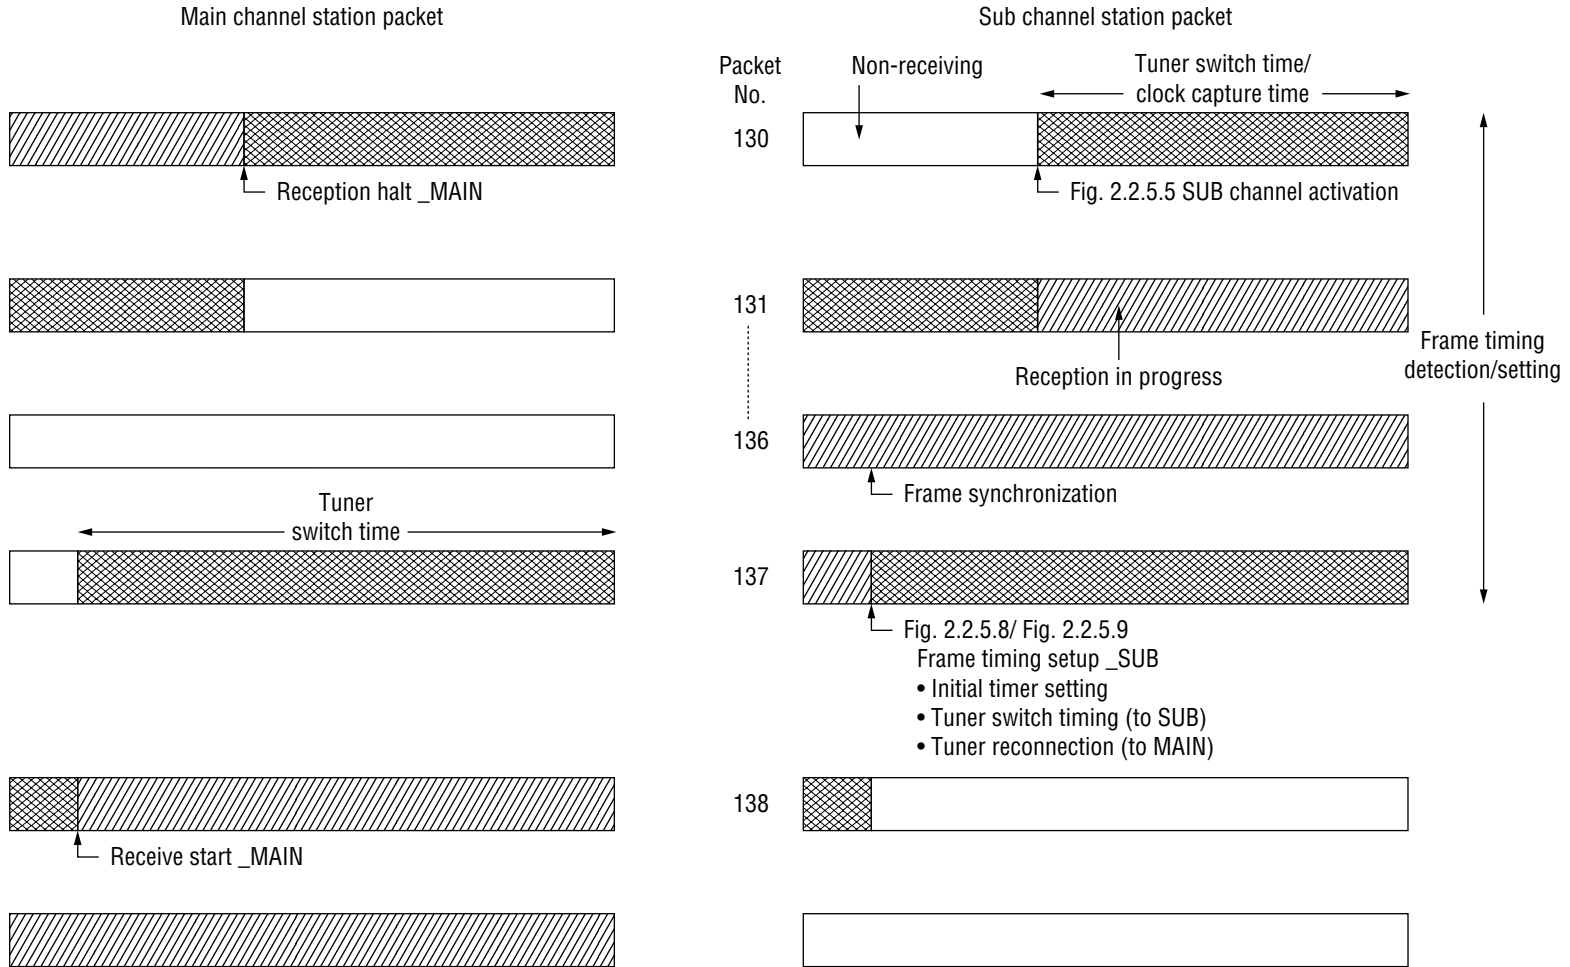 Main channel station packet
Sub channel station packet
Packet
No.
Non-receiving
Tuner switch time/
clock capture time
130
Reception halt _MAIN
Fig. 2.2.5.5 SUB channel activation
131
Reception in progress
Frame timing
detection/setting
136
Frame synchronization
Tuner
switch time
137
Fig. 2.2.5.8/ Fig. 2.2.5.9
Frame timing setup _SUB
• Initial timer setting
• Tuner switch timing (to SUB)
• Tuner reconnection (to MAIN)
138
Receive start _MAIN